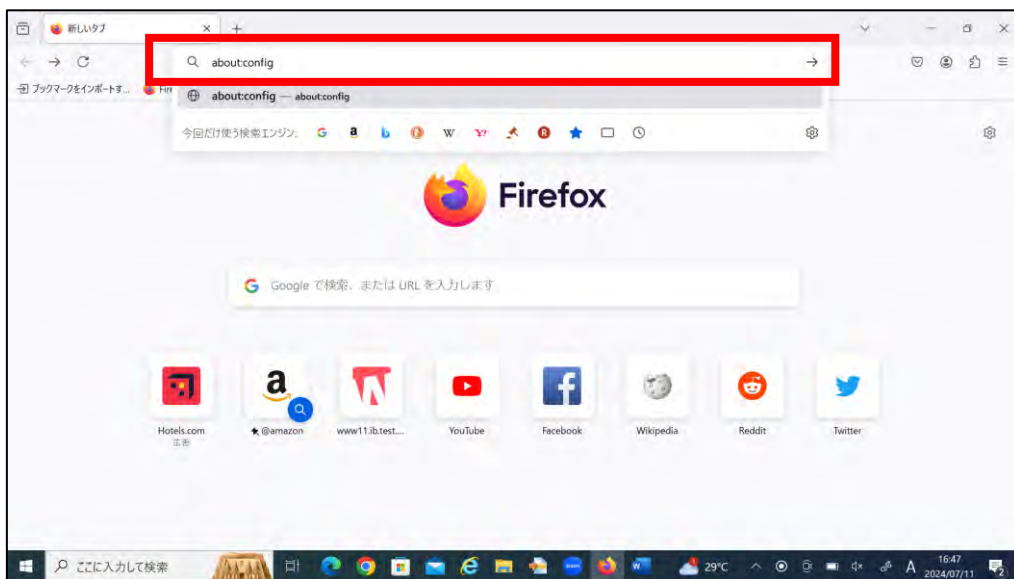 新しいタブ
about:config
ブックマークをインポートす...
about:config — about:config
今回だけ使う検索エンジン:
Firefox
Google で検索、または URL を入力します
Hotels.com
広告
@amazon
www11.ib.test....
YouTube
Facebook
Wikipedia
Reddit
Twitter
ここに入力して検索
29°C
A
16:47
2024/07/11